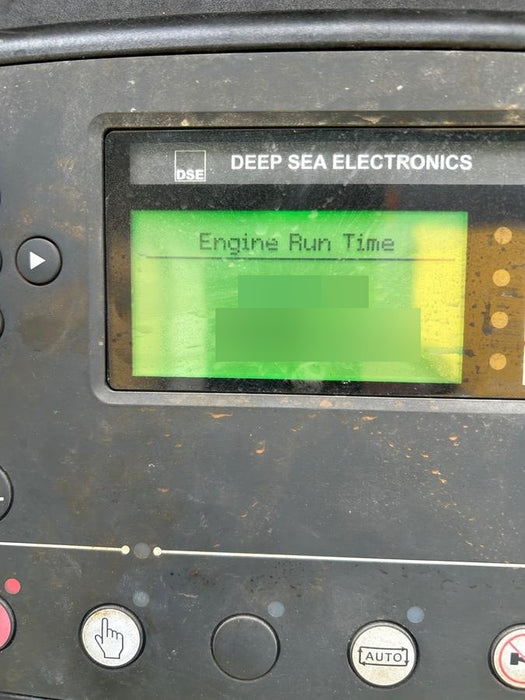 DSE
DEEP SEA ELECTRONICS
Engine Run Time
AUTO